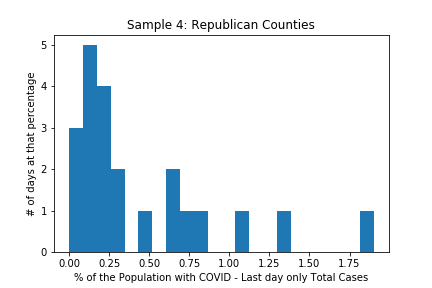 Sample 4: Republican Counties
# of days at that percentage
5
4
3
2
1
0
0.00 0.25 0.50 0.75 1.00 1.25 1.50 1.75
% of the Population with COVID - Last day only Total Cases